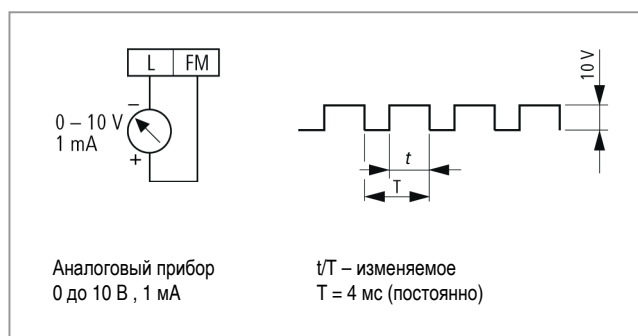 L FM
10 V
0 – 10 V
1 mA
–
+
t
T
Аналоговый прибор
0 до 10 В , 1 мА
t/T – изменяемое
T = 4 мс (постоянно)